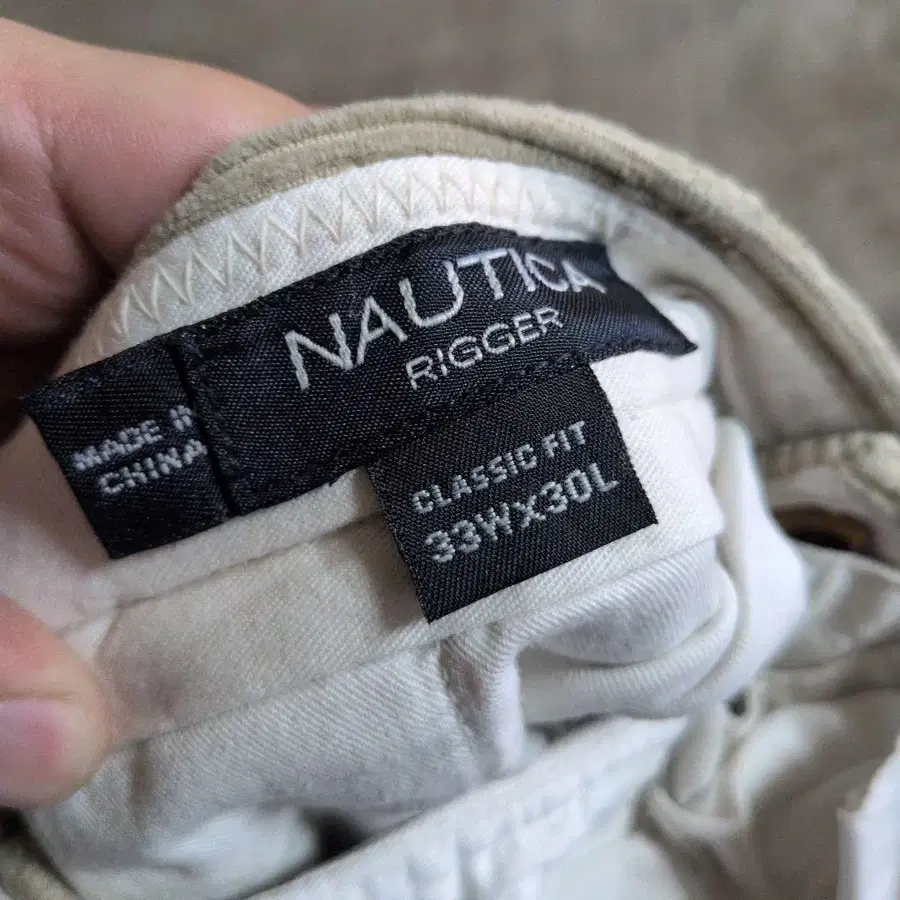 NAUTICA
RIGGER
MADE IN
CHINA
CLASSIC FIT
33Wx30L